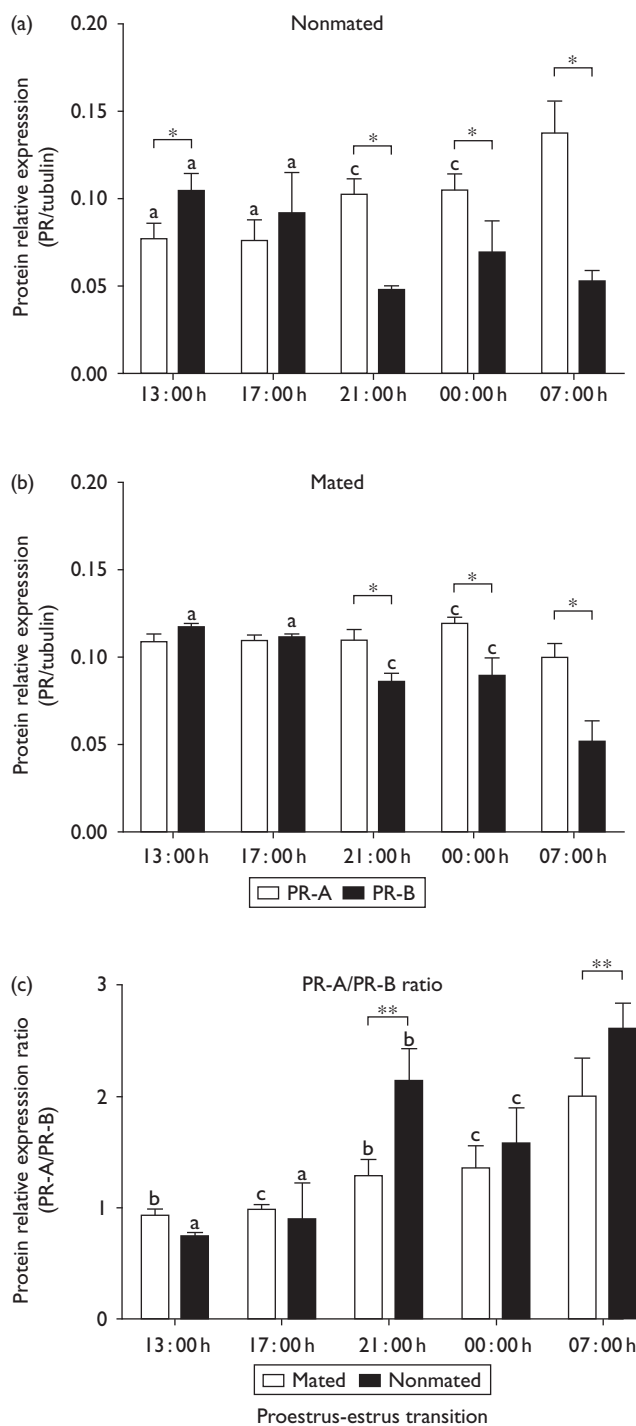 (a)
Nonmated
Protein relative expresssion
(PR/tubulin)
0.20
0.15
0.10
0.05
0.00
*
*
*
*
a
a
a
a
c
c
13:00 h
17:00 h
21:00 h
00:00 h
07:00 h
(b)
Mated
Protein relative expresssion
(PR/tubulin)
0.20
0.15
0.10
0.05
0.00
*
*
*
a
a
c
c
c
13:00 h
17:00 h
21:00 h
00:00 h
07:00 h
PR-A
PR-B
(c)
PR-A/PR-B ratio
Protein relative expresssion ratio
(PR-A/PR-B)
3
2
1
0
**
**
b
a
c
a
b
b
c
c
13:00 h
17:00 h
21:00 h
00:00 h
07:00 h
Mated
Nonmated
Proestrus-estrus transition